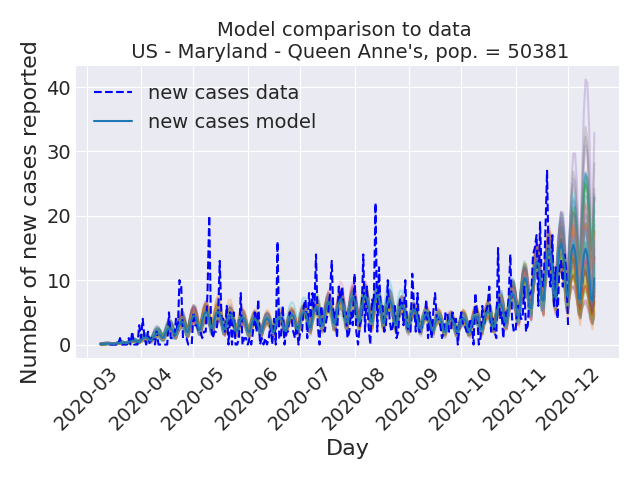 Model comparison to data
US - Maryland - Queen Anne's, pop. = 50381
Number of new cases reported
40
30
20
10
0
new cases data
new cases model
2020-03
2020-04
2020-05
2020-06
2020-07
2020-08
2020-09
2020-10
2020-11
2020-12
Day